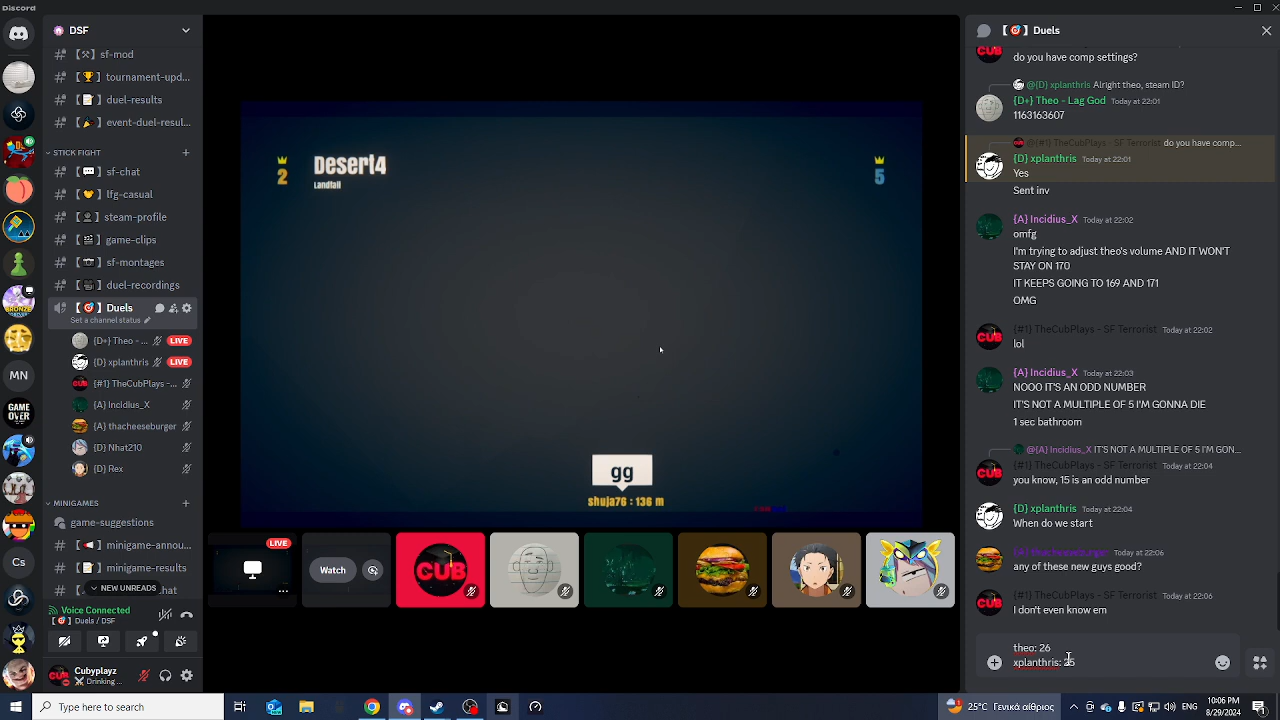 Discord
DSF
【⚒】sf-mod
duel-results
event-duel-resul...
STICK FIGHT
sf-chat
lfg-casual
steam-profile
game-clips
sf-montages
duel-recordings
Duels
Set a channel status
{D+} Theo - ...
LIVE
{D} xplanthris
LIVE
{#1} TheCubPlays - ...
{A} Incidius_X
{A} thacheeseburger
{D} Nhat2z
{D} Rex
MINIGAMES
mg-suggestions
minigame-annou...
NEW UNREADS
Voice Connected
Duels/ DSF
Cubyplayz
Drinking...
MN
GAME
OVER
Desert4
Landfall
2
5
gg
shuja76 : 136 m
LIVE
Watch
CUB
Duels
do you have comp settings?
@{D} xplanthris Alright theo, steam ID?
{D+} Theo - Lag God Today at 22:01
1163163607
@{#1} TheCubPlays - SF Terrorist do you have comp...
{D} xplanthris Today at 22:01
Yes
Sent inv
{A} Incidius_X Today at 22:02
omfg
I'm trying to adjust theo's volume AND IT WON'T
STAY ON 170
IT KEEPS GOING TO 169 AND 171
OMG
{#1} TheCubPlays - SF Terrorist Today at 22:02
lol
{A} Incidius_X Today at 22:03
NOOO IT'S AN ODD NUMBER
IT'S NOT A MULTIPLE OF 5 I'M GONNA DIE
1 sec bathroom
@{A} Incidius_X IT'S NOT A MULTIPLE OF 5 I'M GON...
{#1} TheCubPlays - SF Terrorist Today at 22:04
you know, 15 is an odd number
{D} xplanthris Today at 22:04
When do we start
{A} thacheeseburger Today at 22:06
any of these new guys good?
{#1} TheCubPlays - SF Terrorist Today at 22:06
I don't even know em
theo: 26
xplanthris:
Type here to search
25°C
ENG
10:06 PM
8/29/2024